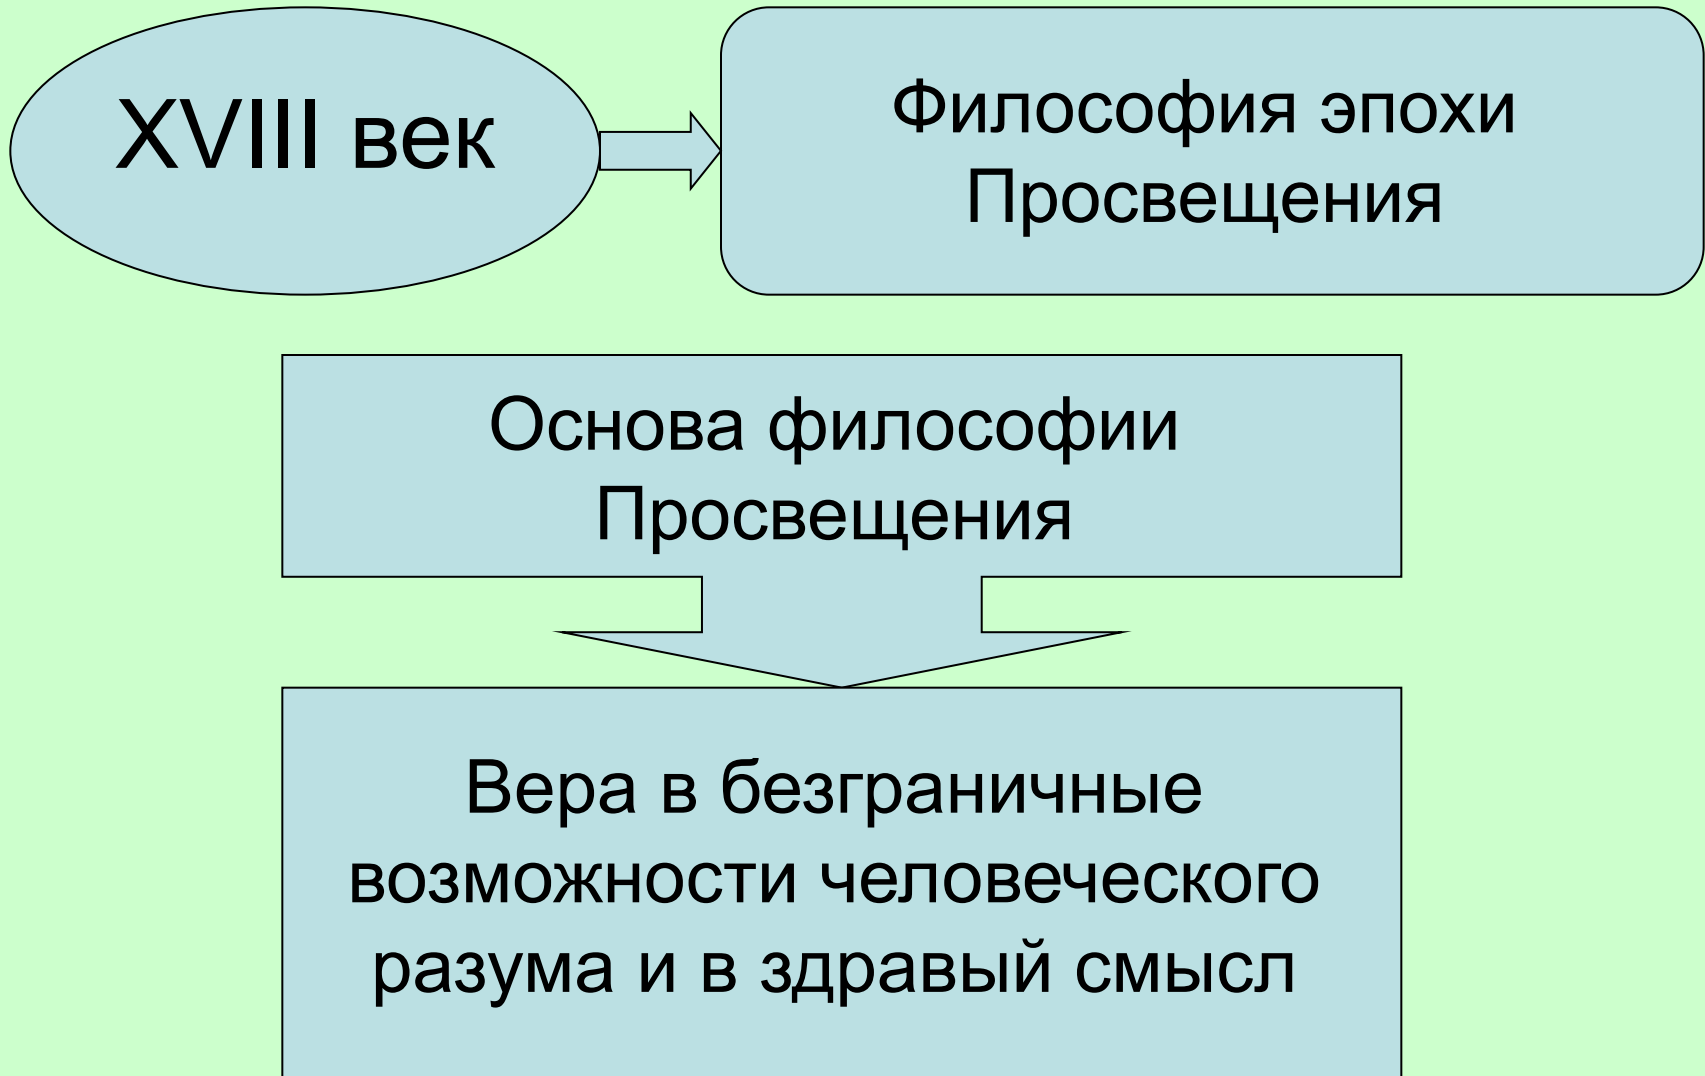 XVIII век
Философия эпохи
Просвещения
Основа философии
Просвещения
Вера в безграничные
возможности человеческого
разума и в здравый смысл